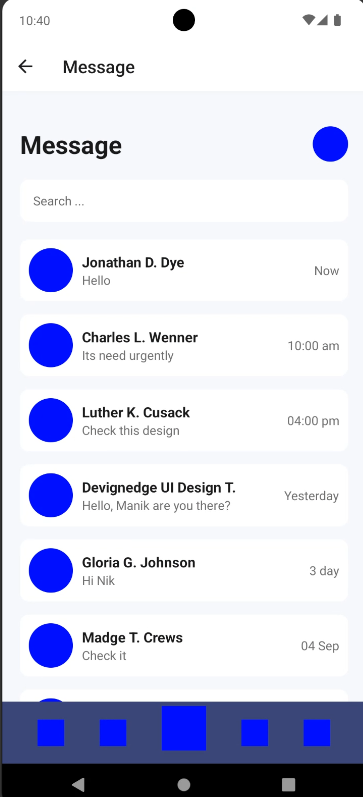 10:40
Message
Message
Search ...
Jonathan D. Dye
Hello
Now
Charles L. Wenner
Its need urgently
10:00 am
Luther K. Cusack
Check this design
04:00 pm
Devignedge UI Design T.
Hello, Manik are you there?
Yesterday
Gloria G. Johnson
Hi Nik
3 day
Madge T. Crews
Check it
04 Sep